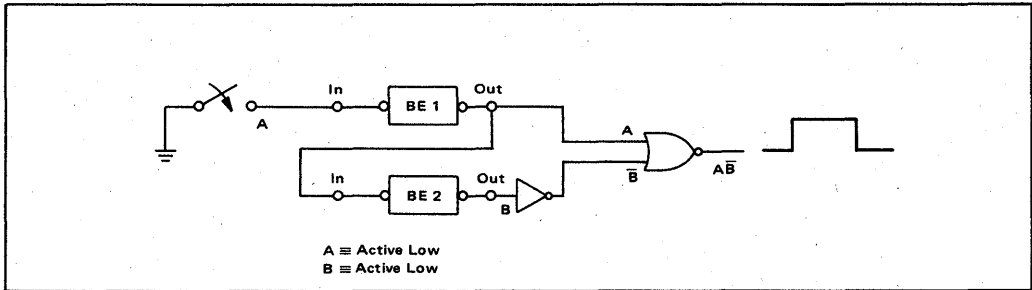 In
BE 1
Out
A
A
B̅
AB̅
In
BE 2
Out
B
A ≡ Active Low
B ≡ Active Low